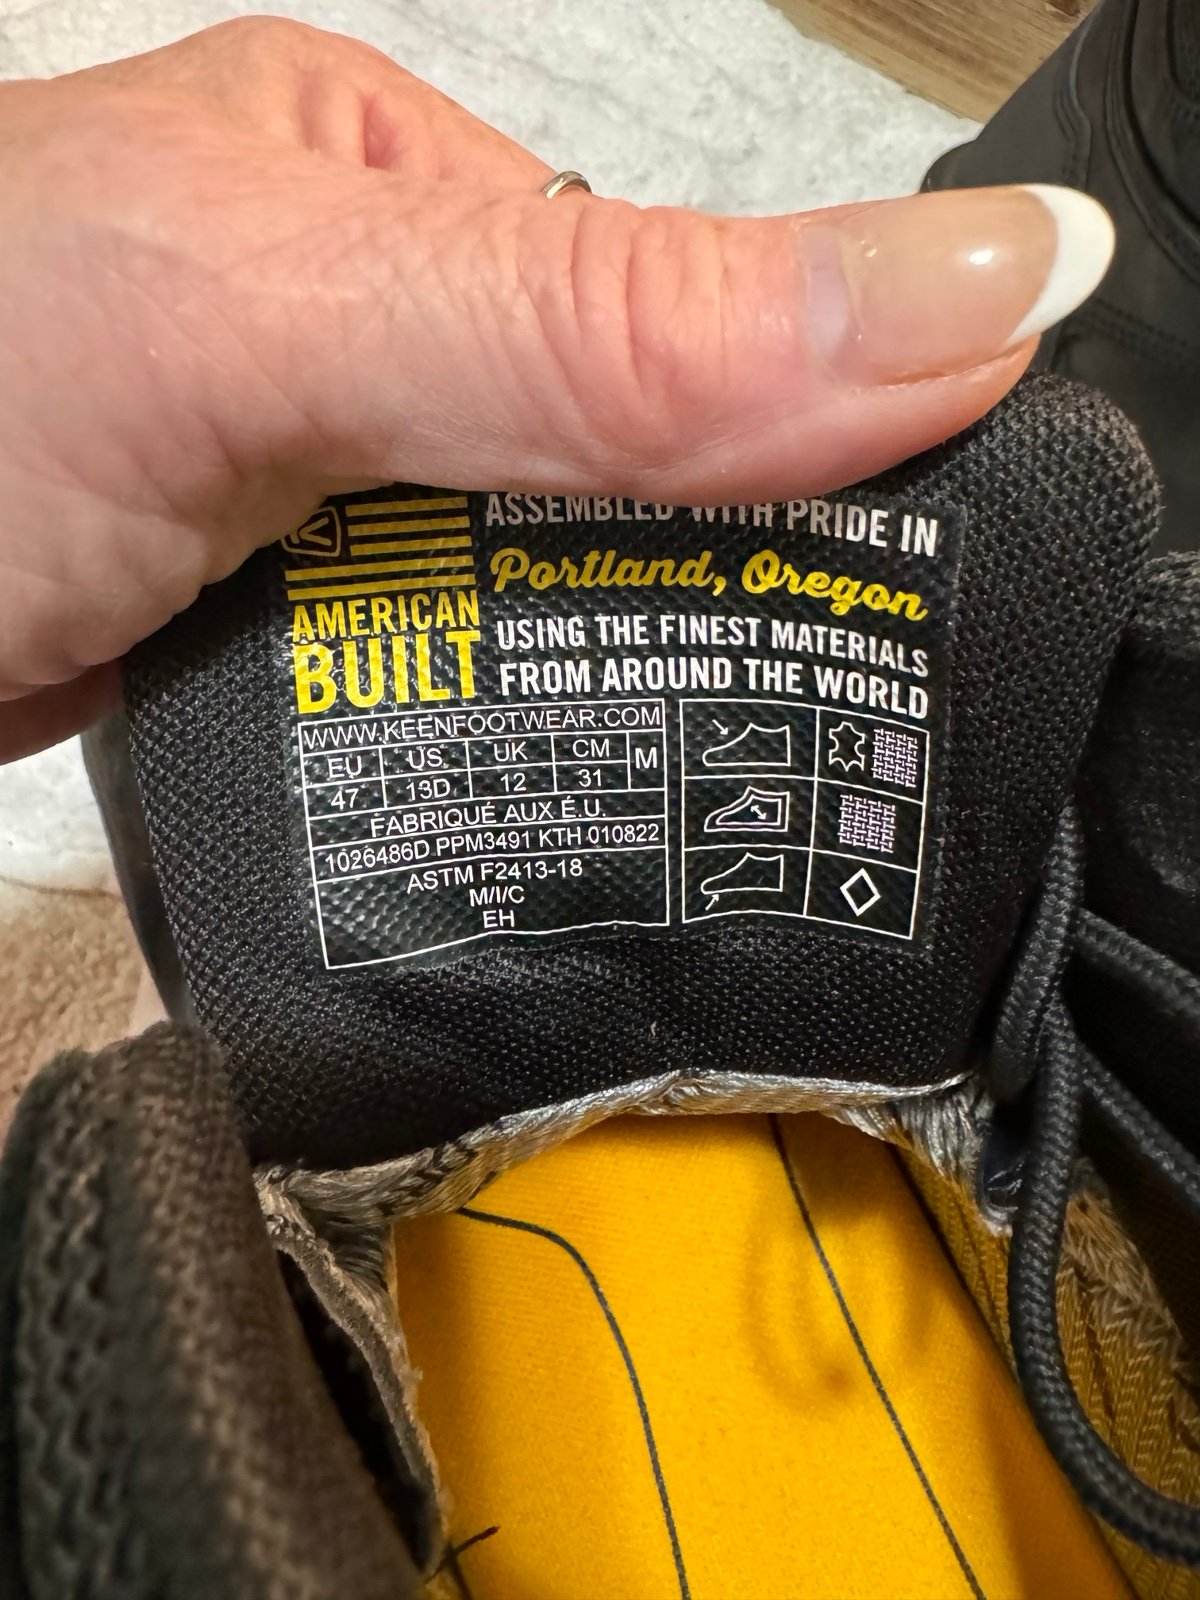 ASSEMBLED WITH PRIDE IN
Portland, Oregon
AMERICAN
BUILT
USING THE FINEST MATERIALS
FROM AROUND THE WORLD
WWW.KEENFOOTWEAR.COM
EU US UK CM M
47 13D 12 31
FABRIQUÉ AUX É.U.
1026486D PPM3491 KTH 010822
ASTM F2413-18
M/I/C
EH